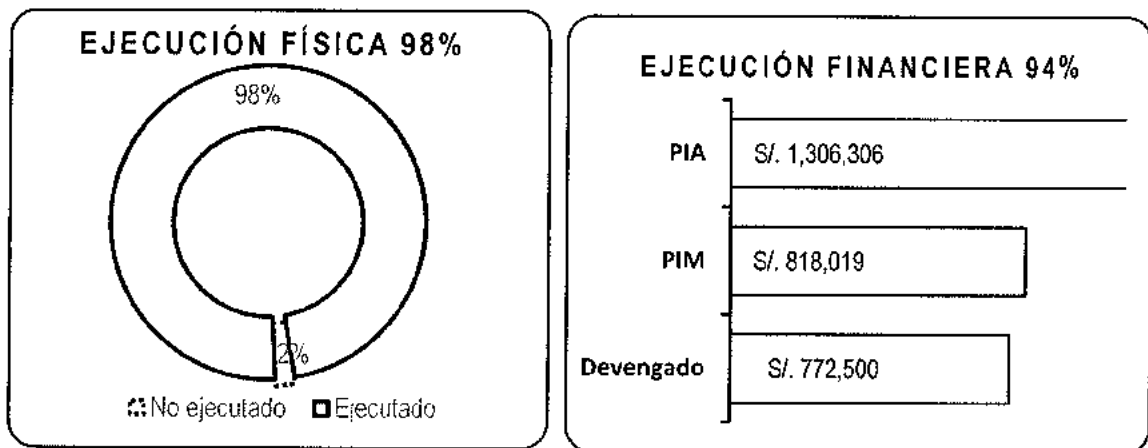 EJECUCIÓN FÍSICA 98%
98%
2%
No ejecutado Ejecutado
EJECUCIÓN FINANCIERA 94%
PIA S/. 1,306,306
PIM S/. 818,019
Devengado S/. 772,500